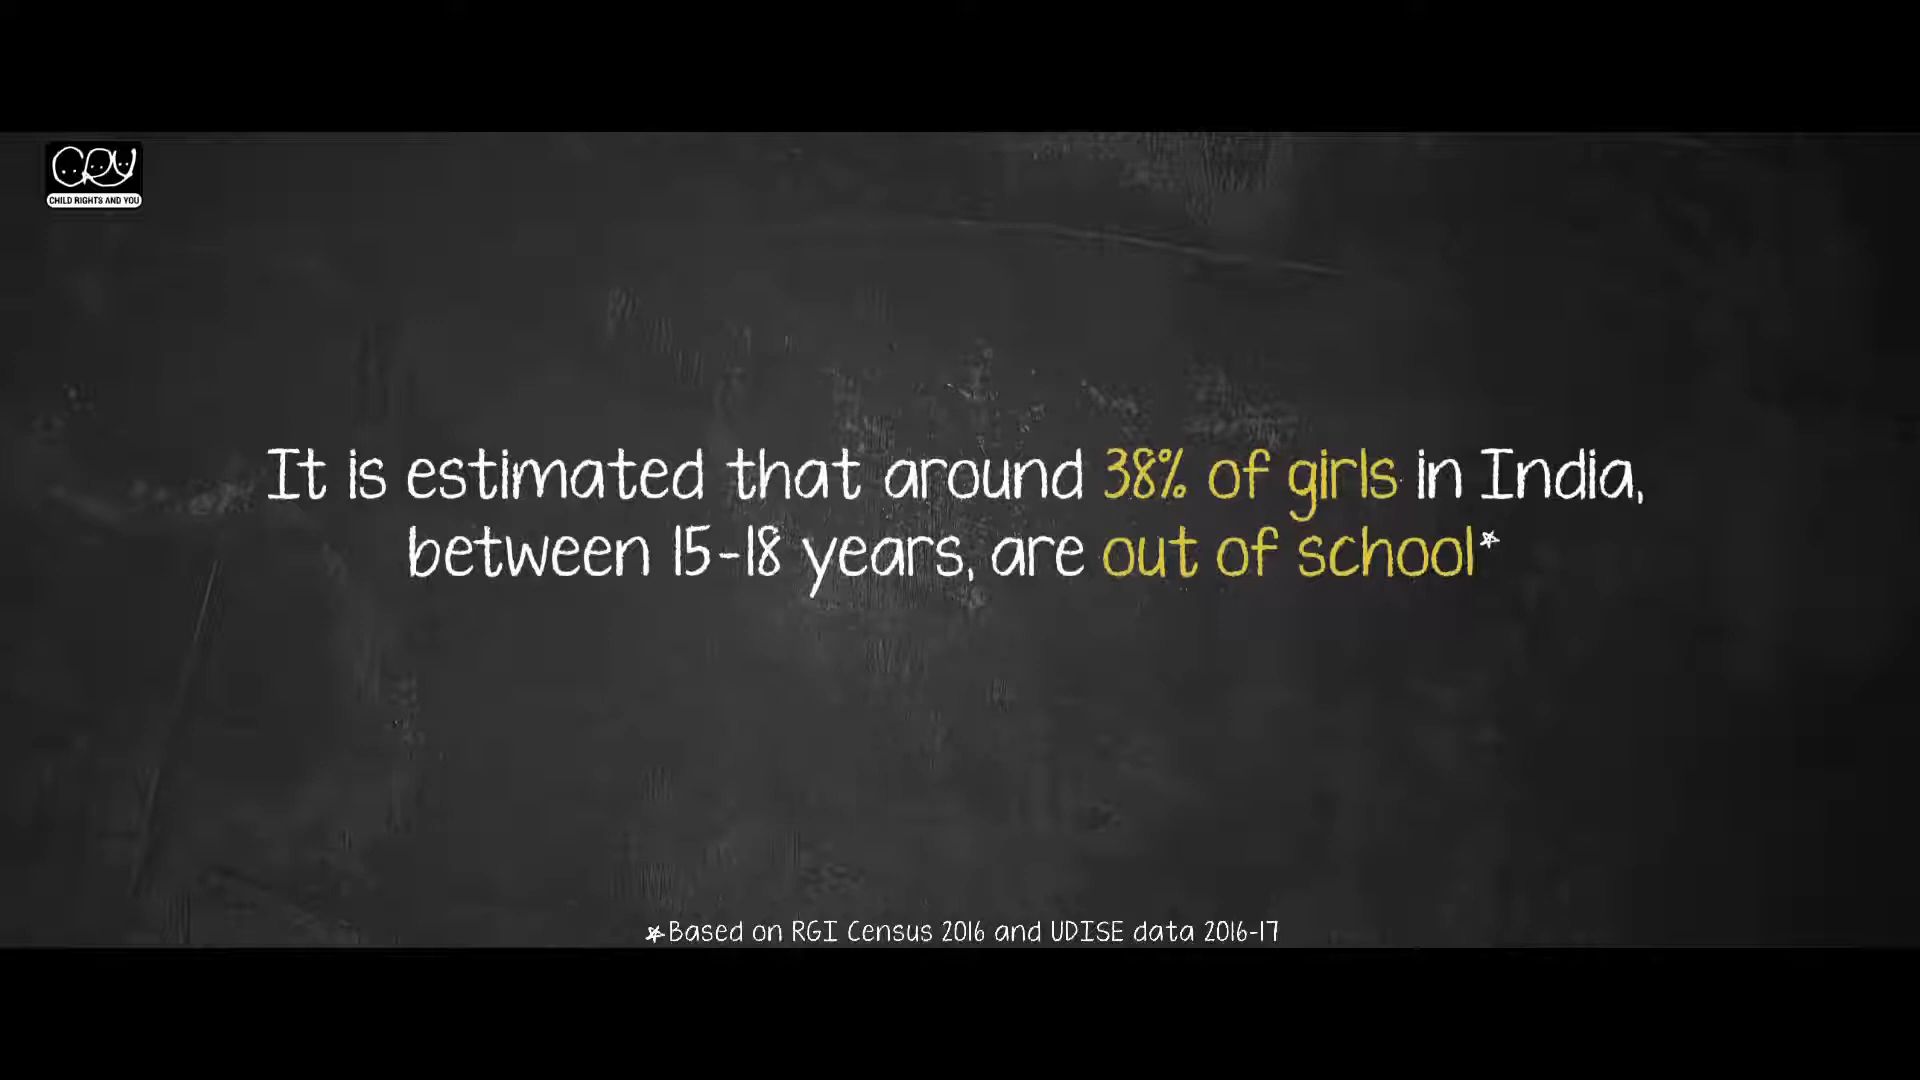 CRY
CHILD RIGHTS AND YOU
It is estimated that around 38% of girls in India,
between 15-18 years, are out of school*
*Based on RGI Census 2016 and UDISE data 2016-17